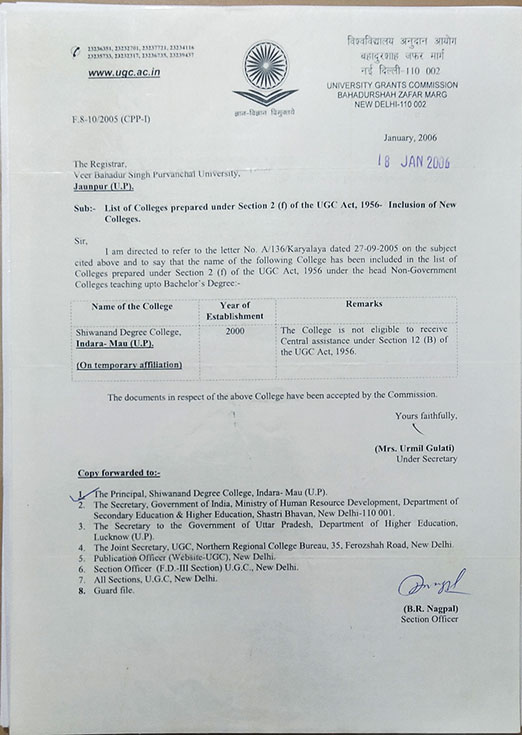 23236351, 23232701, 23237721, 23234116
23235733, 23232317, 23236735, 23239437
www.ugc.ac.in
विश्वविद्यालय अनुदान आयोग
बहादुरशाह जफर मार्ग
नई दिल्ली-110 002
UNIVERSITY GRANTS COMMISSION
BAHADURSHAH ZAFAR MARG
NEW DELHI-110 002
ज्ञान-विज्ञान विमुक्तये
F.8-10/2005 (CPP-I)
January, 2006
18 JAN 2006
The Registrar,
Veer Bahadur Singh Purvanchal University,
Jaunpur (U.P).
Sub:- List of Colleges prepared under Section 2 (f) of the UGC Act, 1956- Inclusion of New
Colleges.
Sir,
I am directed to refer to the letter No. A/136/Karyalaya dated 27-09-2005 on the subject
cited above and to say that the name of the following College has been included in the list of
Colleges prepared under Section 2 (f) of the UGC Act, 1956 under the head Non-Government
Colleges teaching upto Bachelor's Degree:-
Name of the College Year of Establishment Remarks
Shiwanand Degree College, 2000 The College is not eligible to receive
Indara- Mau (U.P). Central assistance under Section 12 (B) of
the UGC Act, 1956.
(On temporary affiliation)
The documents in respect of the above College have been accepted by the Commission.
Yours faithfully,
(Mrs. Urmil Gulati)
Under Secretary
Copy forwarded to:-
1. The Principal, Shiwanand Degree College, Indara- Mau (U.P).
2. The Secretary, Government of India, Ministry of Human Resource Development, Department of
Secondary Education & Higher Education, Shastri Bhavan, New Delhi-110 001.
3. The Secretary to the Government of Uttar Pradesh, Department of Higher Education,
Lucknow (U.P).
4. The Joint Secretary, UGC, Northern Regional College Bureau, 35, Ferozshah Road, New Delhi.
5. Publication Officer (Website-UGC), New Delhi.
6. Section Officer (F.D.-III Section) U.G.C., New Delhi.
7. All Sections, U.G.C, New Delhi.
8. Guard file.
(B.R. Nagpal)
Section Officer